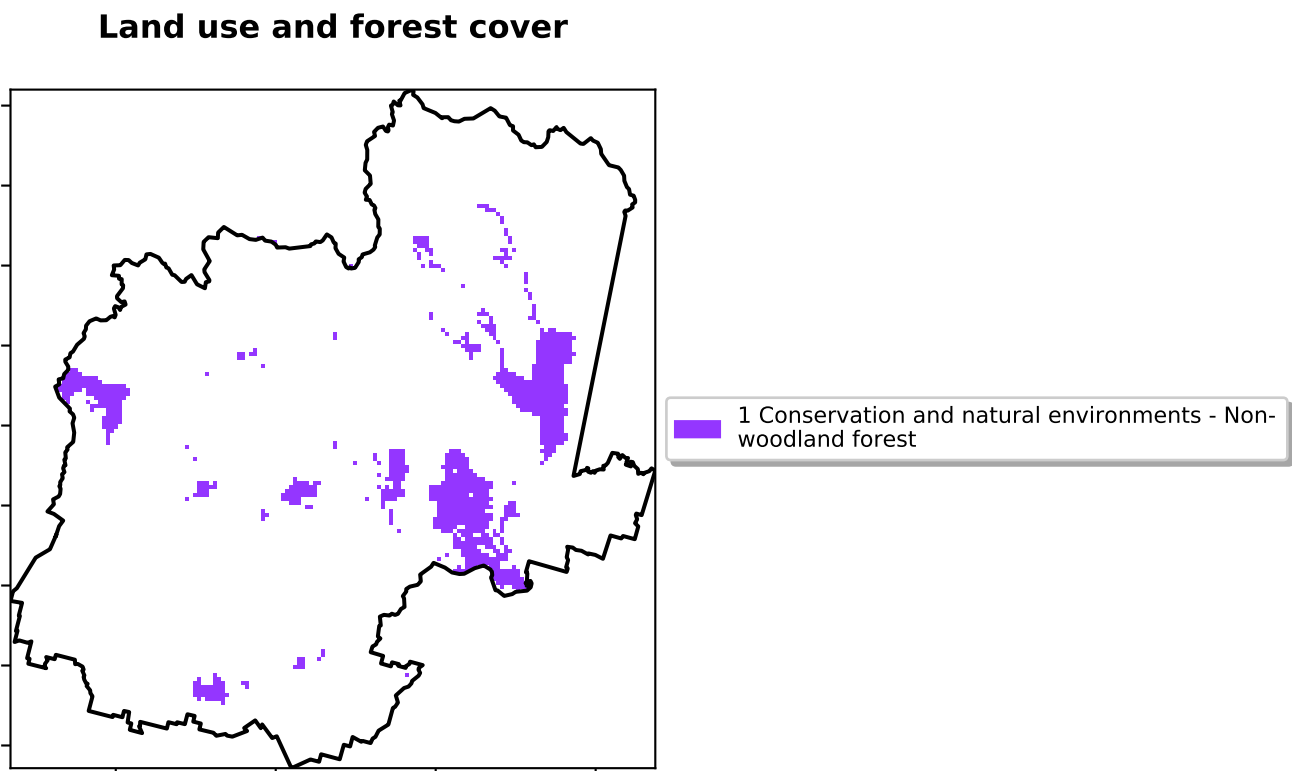 Land use and forest cover
1 Conservation and natural environments - Non-
woodland forest